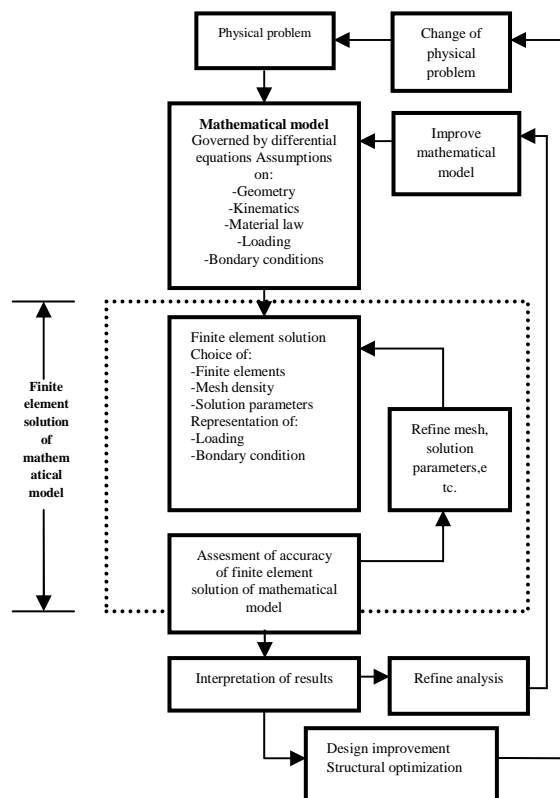 Physical problem
Change of
physical
problem
Mathematical model
Governed by differential
equations Assumptions
on:
-Geometry
-Kinematics
-Material law
-Loading
-Bondary conditions
Improve
mathematical
model
Finite
element
solution
of
mathem
atical
model
Finite element solution
Choice of:
-Finite elements
-Mesh density
-Solution parameters
Representation of:
-Loading
-Bondary condition
Refine mesh,
solution
parameters,e
tc.
Assesment of accuracy
of finite element
solution of mathematical
model
Interpretation of results
Refine analysis
Design improvement
Structural optimization